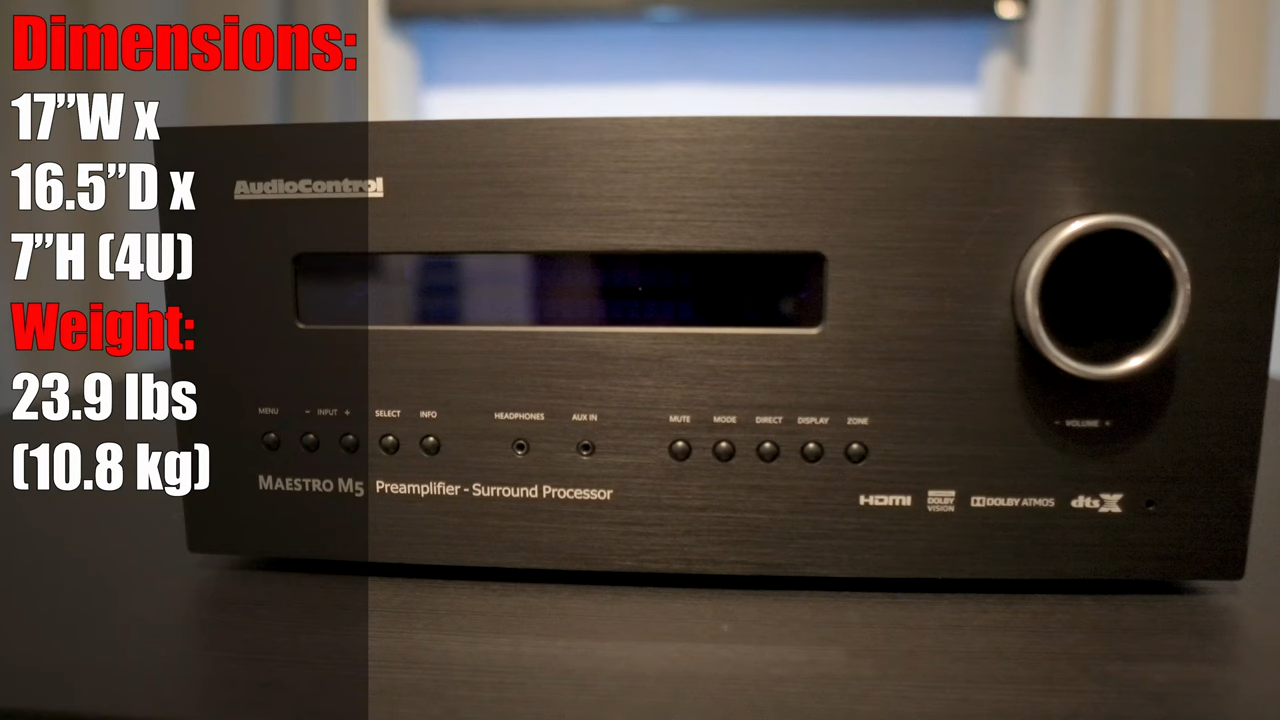 Dimensions:
17”W x
16.5”D x
7”H (4U)
Weight:
23.9 lbs
(10.8 kg)
AudioControl
MENU - INPUT + SELECT INFO HEADPHONES AUX IN MUTE MODE DIRECT DISPLAY ZONE
- VOLUME +
MAESTRO M5 Preamplifier - Surround Processor
HDMI DOLBY VISION DOLBY ATMOS dts X